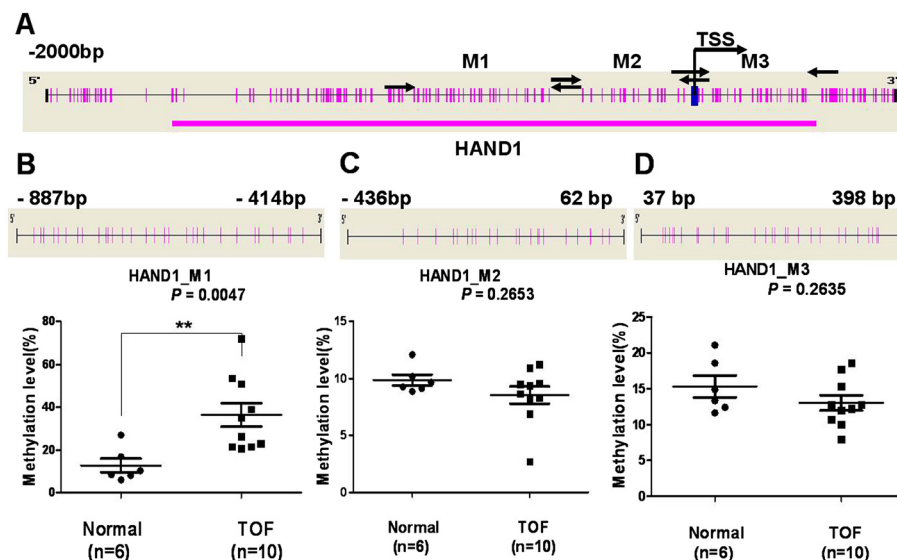 A
-2000bp
TSS
M1
M2
M3
5'
3'
HAND1
B
- 887bp
- 414bp
5'
3'
HAND1_M1
P = 0.0047
**
Methylation level(%)
80
60
40
20
0
Normal
(n=6)
TOF
(n=10)
C
- 436bp
62 bp
5'
3'
HAND1_M2
P = 0.2653
Methylation level(%)
15
10
5
0
Normal
(n=6)
TOF
(n=10)
D
37 bp
398 bp
5'
3'
HAND1_M3
P = 0.2635
Methylation level(%)
25
20
15
10
5
0
Normal
(n=6)
TOF
(n=10)